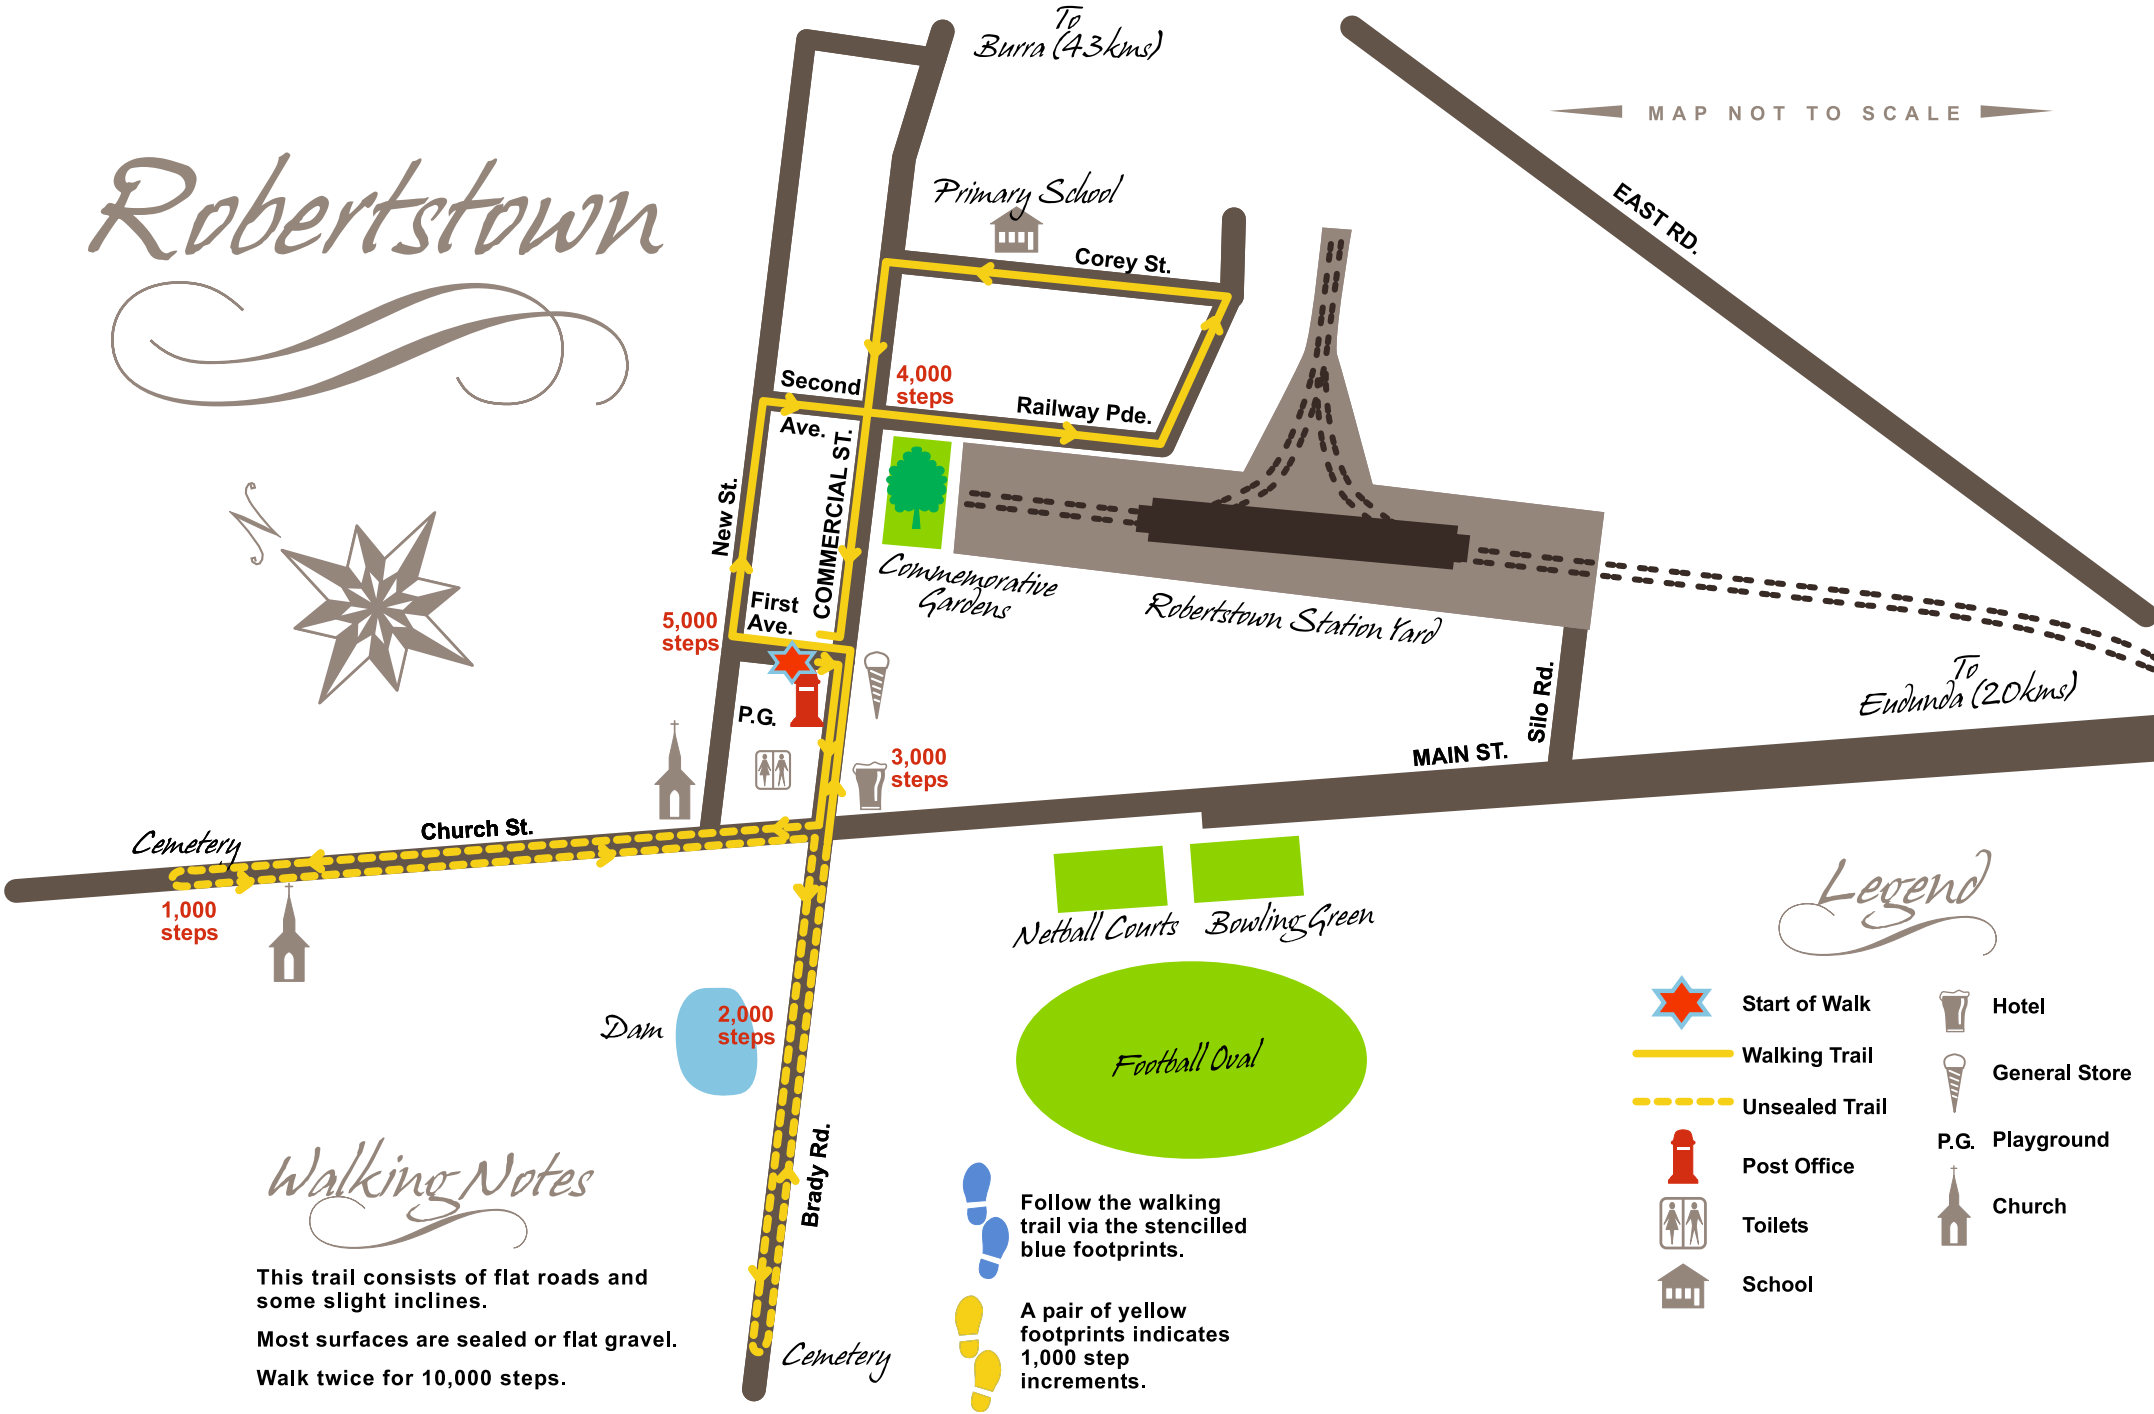 To
Burra (43kms)
MAP NOT TO SCALE
Robertstown
Primary School
EAST RD.
Corey St.
Second
Ave.
4,000
steps
Railway Pde.
COMMERCIAL ST.
New St.
N
Commemorative
Gardens
Robertstown Station Yard
First
Ave.
5,000
steps
To
Eudunda (20kms)
Silo Rd.
P.G.
MAIN ST.
3,000
steps
Church St.
Cemetery
1,000
steps
Netball Courts
Bowling Green
Legend
Dam
2,000
steps
Football Oval
Brady Rd.
Start of Walk
Walking Trail
Unsealed Trail
Post Office
Toilets
School
Hotel
General Store
P.G. Playground
Church
Walking Notes
This trail consists of flat roads and
some slight inclines.
Most surfaces are sealed or flat gravel.
Walk twice for 10,000 steps.
Cemetery
Follow the walking
trail via the stencilled
blue footprints.
A pair of yellow
footprints indicates
1,000 step
increments.